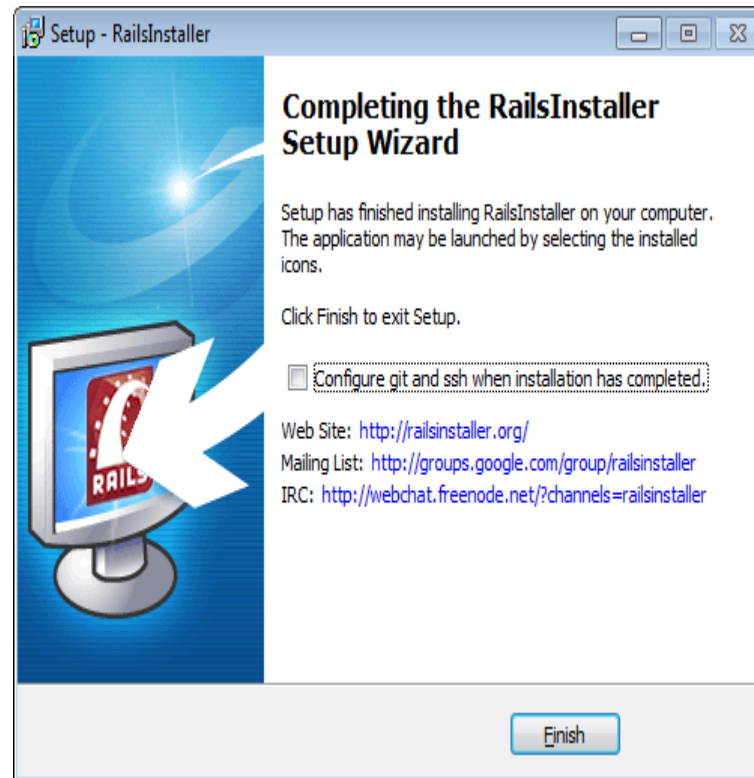 Setup - RailsInstaller
Completing the RailsInstaller
Setup Wizard
Setup has finished installing RailsInstaller on your computer.
The application may be launched by selecting the installed
icons.
Click Finish to exit Setup.
Configure git and ssh when installation has completed.
Web Site: http://railsinstaller.org/
Mailing List: http://groups.google.com/group/railsinstaller
IRC: http://webchat.freenode.net/?channels=railsinstaller
RAILS
Finish